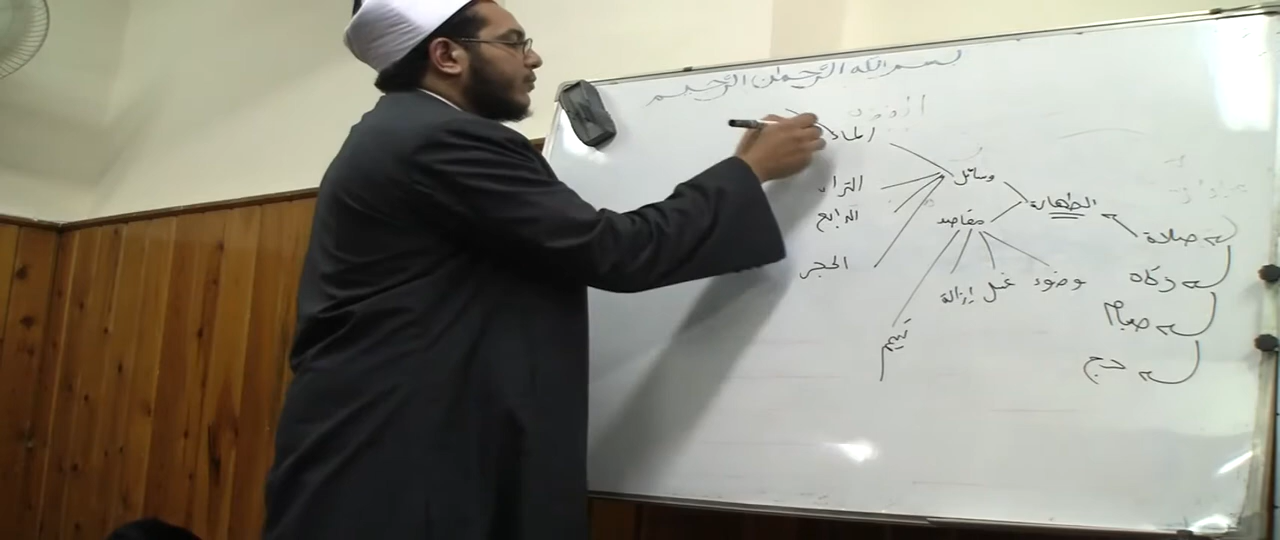 بسم الله الرحمن الرحيم
الماء
وسائل
التراب
الدابغ
الطهارة
مقاصد
صلاة
الحجر
وضوء غسل إزالة
زكاة
صيام
تيمم
حج